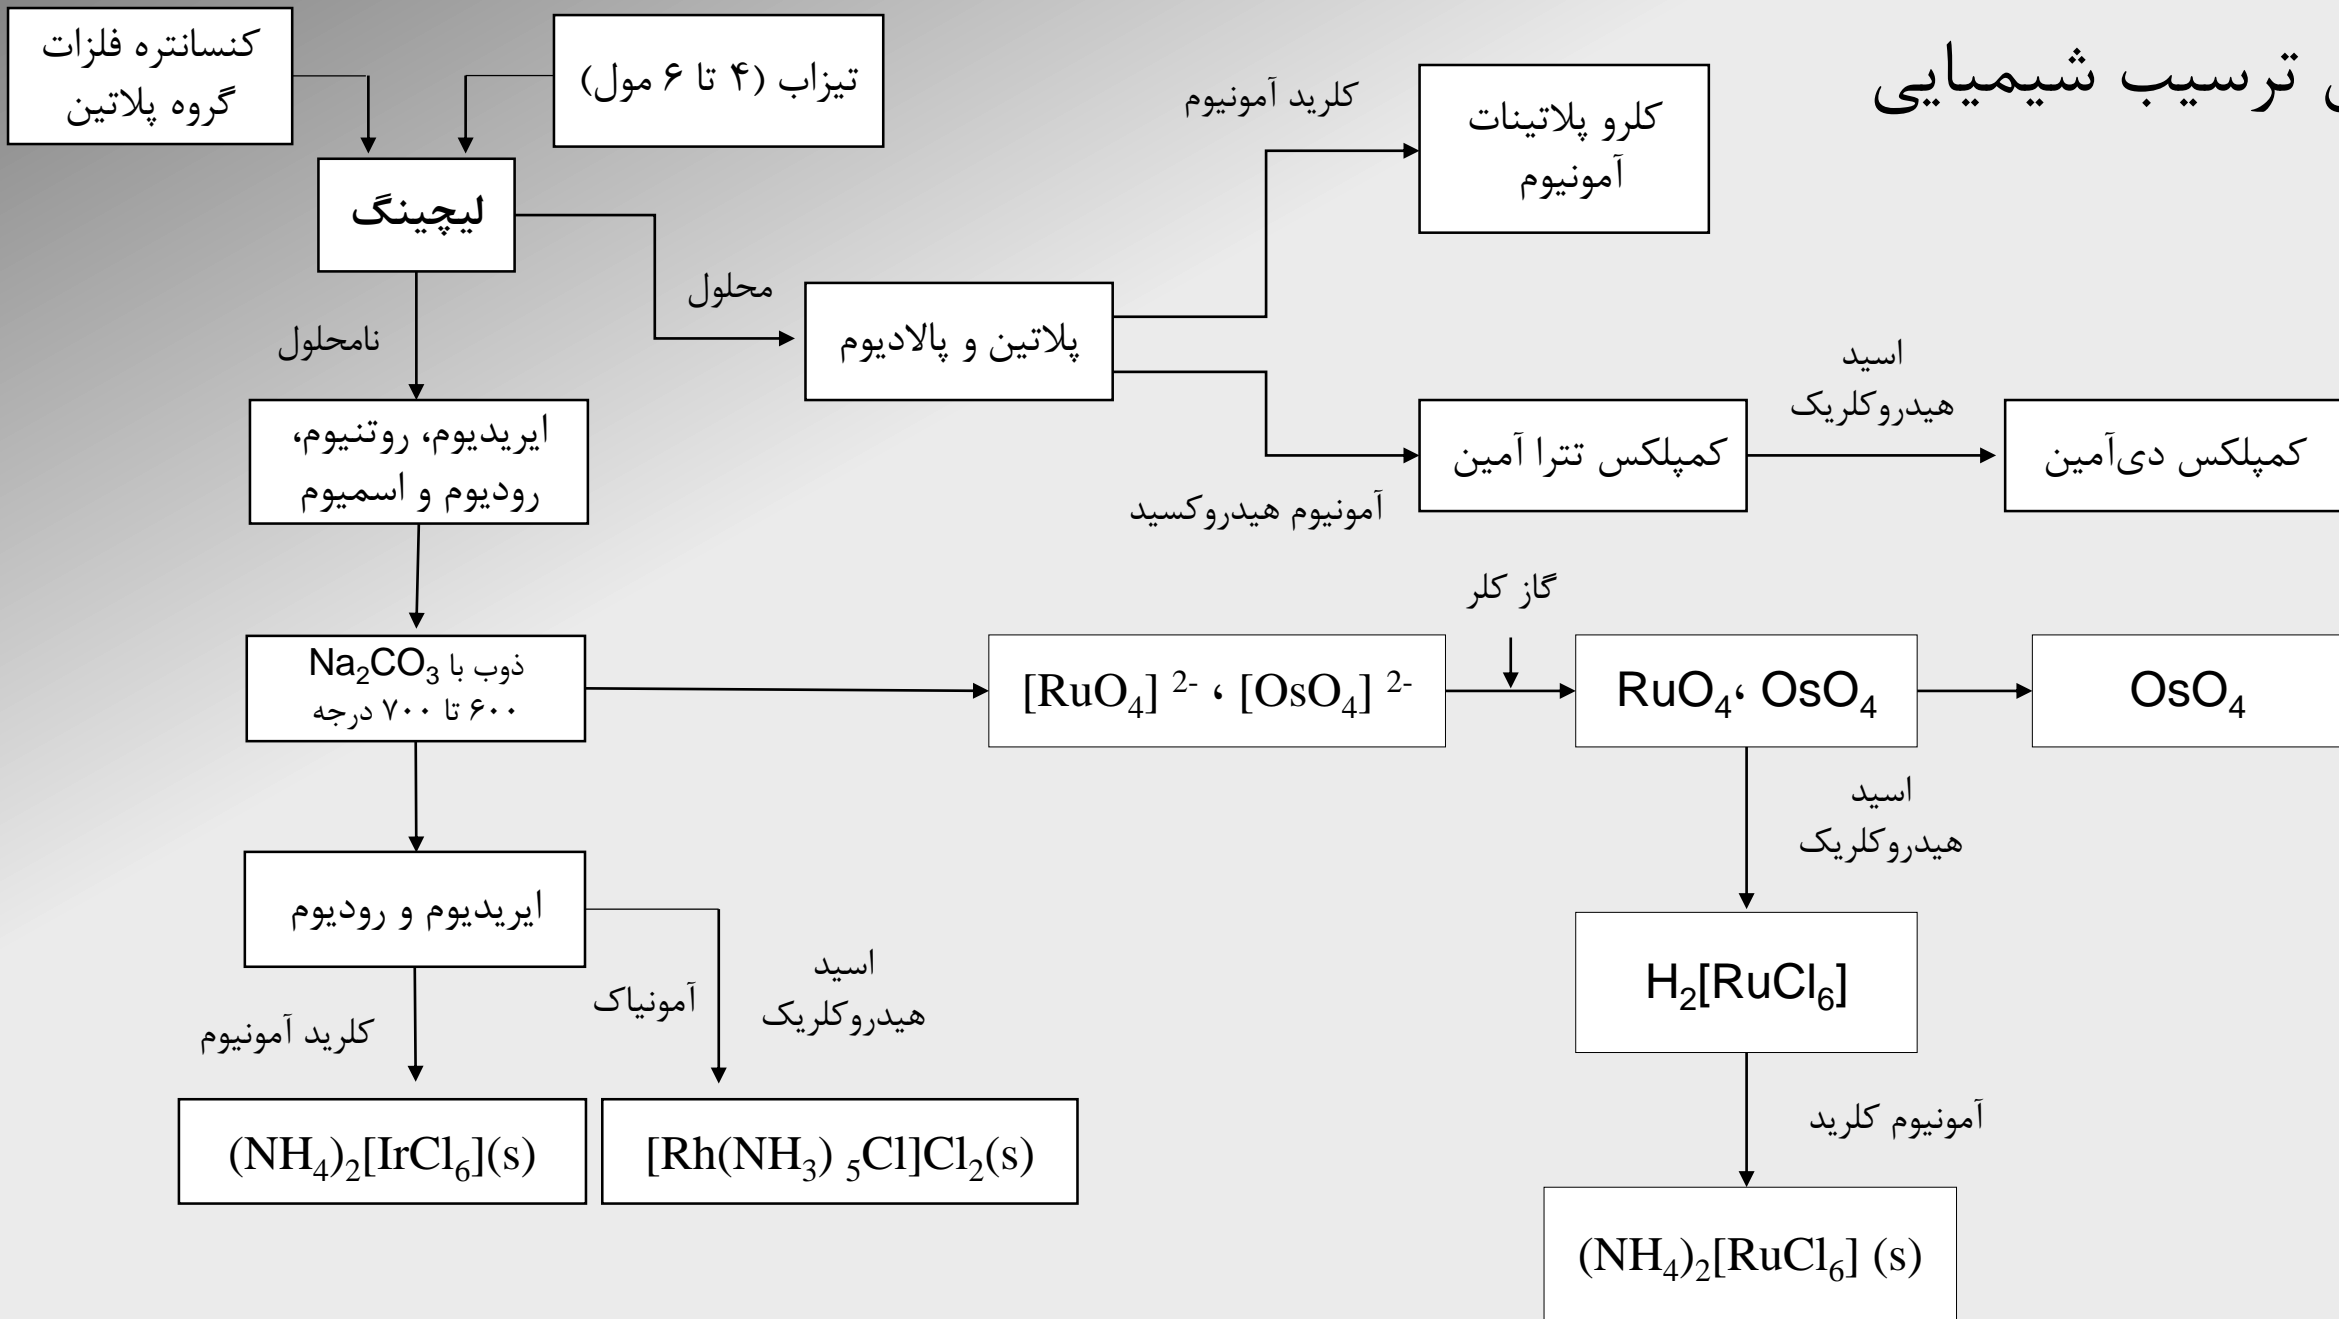 ترسیب شیمیایی
کنسانتره فلزات
گروه پلاتین
تیزاب (۴ تا ۶ مول)
لیچینگ
محلول
نامحلول
پلاتین و پالادیوم
کلرید آمونیوم
کلرو پلاتینات
آمونیوم
آمونیوم هیدروکسید
کمپلکس تترا آمین
اسید
هیدروکلریک
کمپلکس دی‌آمین
ایریدیوم، روتنیوم،
رودیوم و اسمیوم
ذوب با Na₂CO₃
۶۰۰ تا ۷۰۰ درجه
[RuO₄] ²⁻ ، [OsO₄] ²⁻
گاز کلر
RuO₄، OsO₄
OsO₄
اسید
هیدروکلریک
H₂[RuCl₆]
آمونیوم کلرید
(NH₄)₂[RuCl₆] (s)
ایریدیوم و رودیوم
کلرید آمونیوم
آمونیاک
اسید
هیدروکلریک
(NH₄)₂[IrCl₆](s)
[Rh(NH₃) ₅Cl]Cl₂(s)